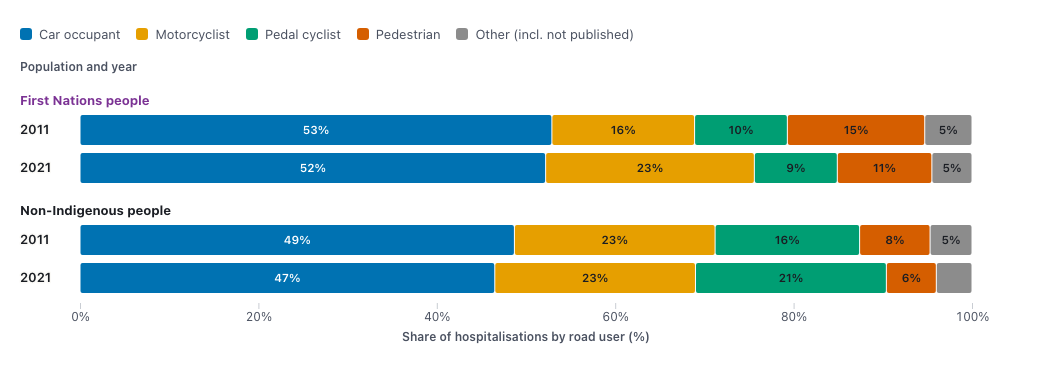 Car occupant Motorcyclist Pedal cyclist Pedestrian Other (incl. not published)
Population and year
First Nations people
2011 53% 16% 10% 15% 5%
2021 52% 23% 9% 11% 5%
Non-Indigenous people
2011 49% 23% 16% 8% 5%
2021 47% 23% 21% 6%
0% 20% 40% 60% 80% 100%
Share of hospitalisations by road user (%)